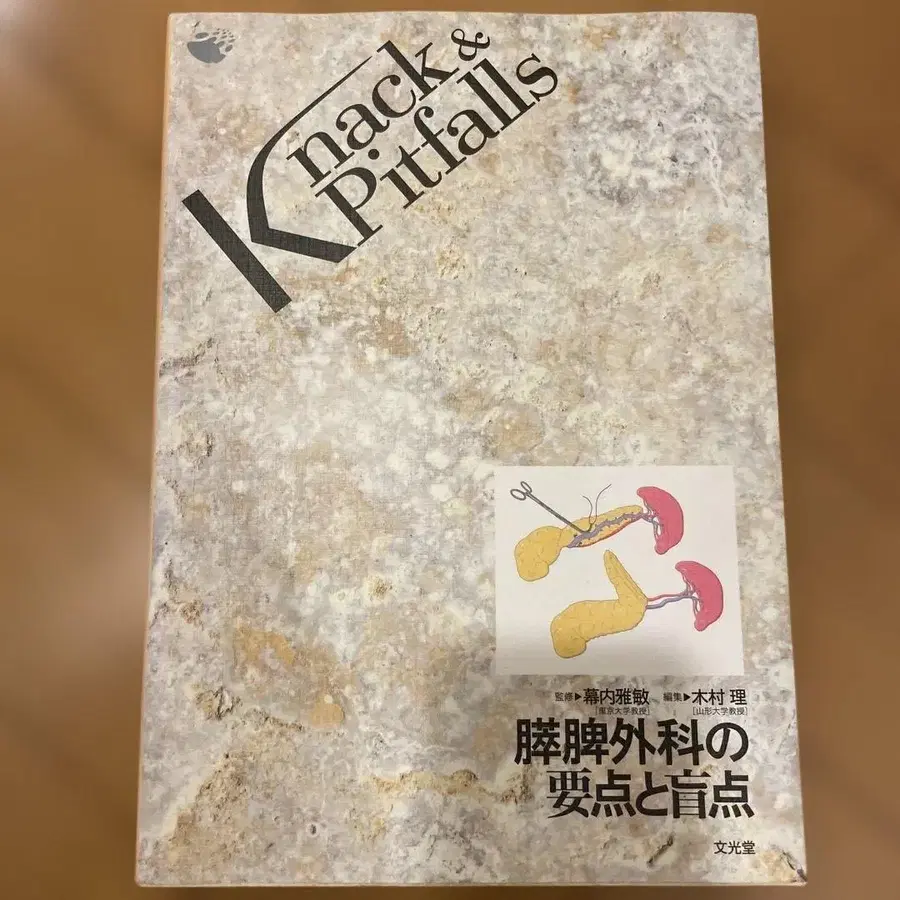 Knack &
Pitfalls
監修▶幕内雅敏 編集▶木村 理
[東京大学教授] [山形大学教授]
膵脾外科の
要点と盲点
文光堂